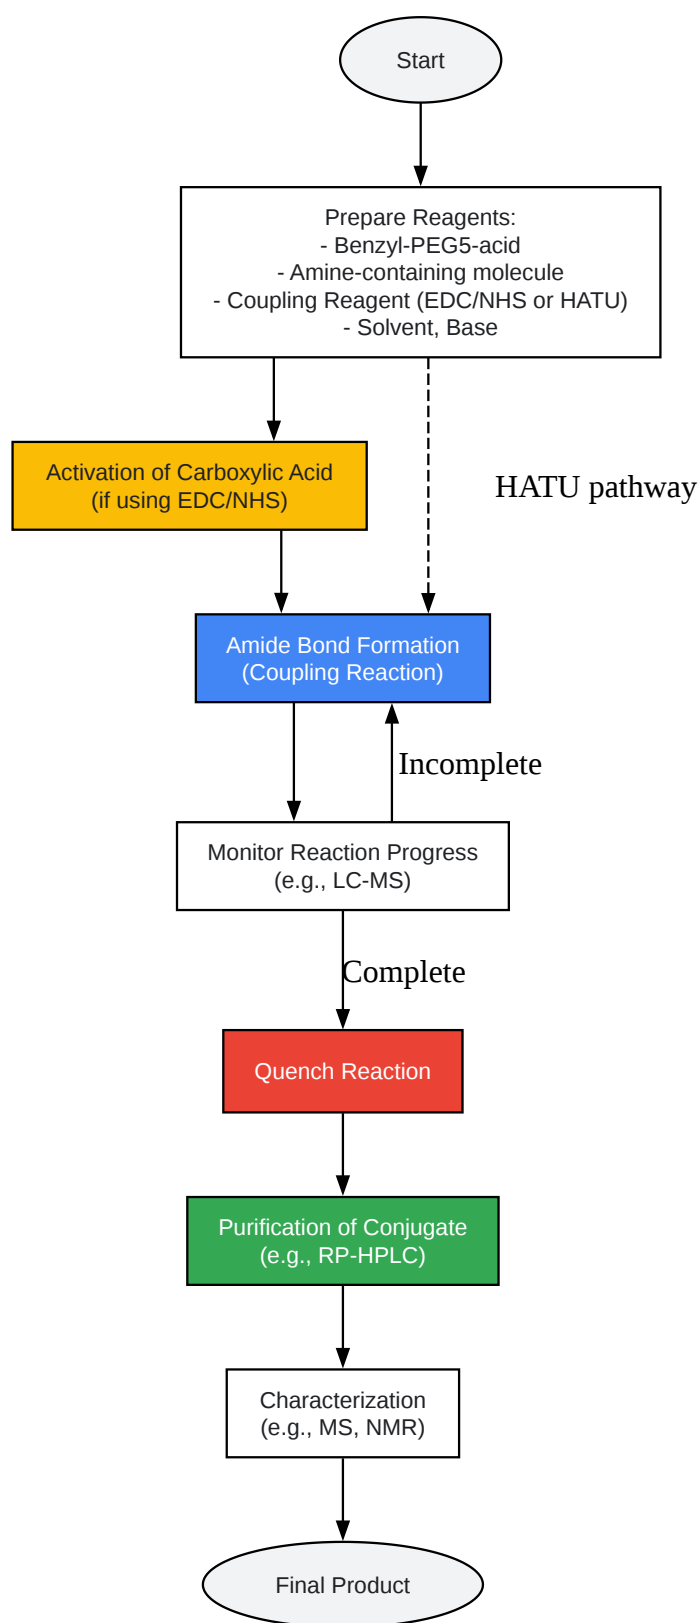 Start
Prepare Reagents:
- Benzyl-PEG5-acid
- Amine-containing molecule
- Coupling Reagent (EDC/NHS or HATU)
- Solvent, Base
Activation of Carboxylic Acid
(if using EDC/NHS)
HATU pathway
Amide Bond Formation
(Coupling Reaction)
Incomplete
Monitor Reaction Progress
(e.g., LC-MS)
Complete
Quench Reaction
Purification of Conjugate
(e.g., RP-HPLC)
Characterization
(e.g., MS, NMR)
Final Product